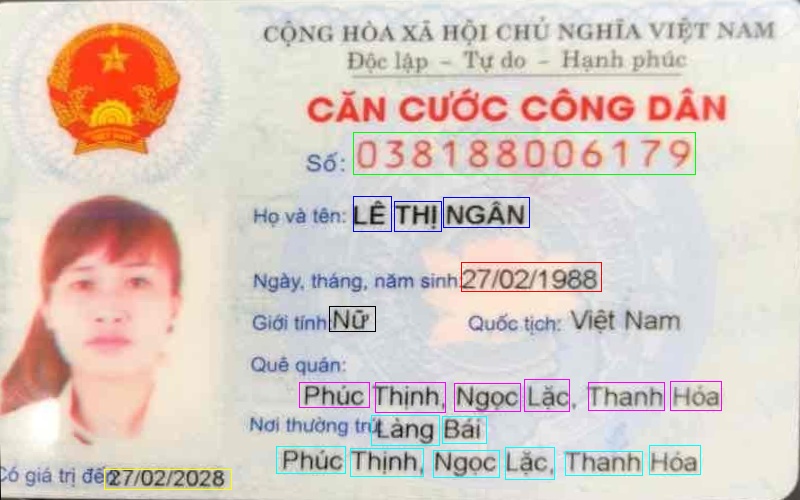 CỘNG HÒA XÃ HỘI CHỦ NGHĨA VIỆT NAM
Độc lập - Tự do - Hạnh phúc
CĂN CƯỚC CÔNG DÂN
Số: 038188006179
Họ và tên: LÊ THỊ NGÂN
Ngày, tháng, năm sinh: 27/02/1988
Giới tính: Nữ Quốc tịch: Việt Nam
Quê quán:
Phúc Thịnh, Ngọc Lặc, Thanh Hóa
Nơi thường trú: Làng Bái
Phúc Thịnh, Ngọc Lặc, Thanh Hóa
Có giá trị đến 27/02/2028